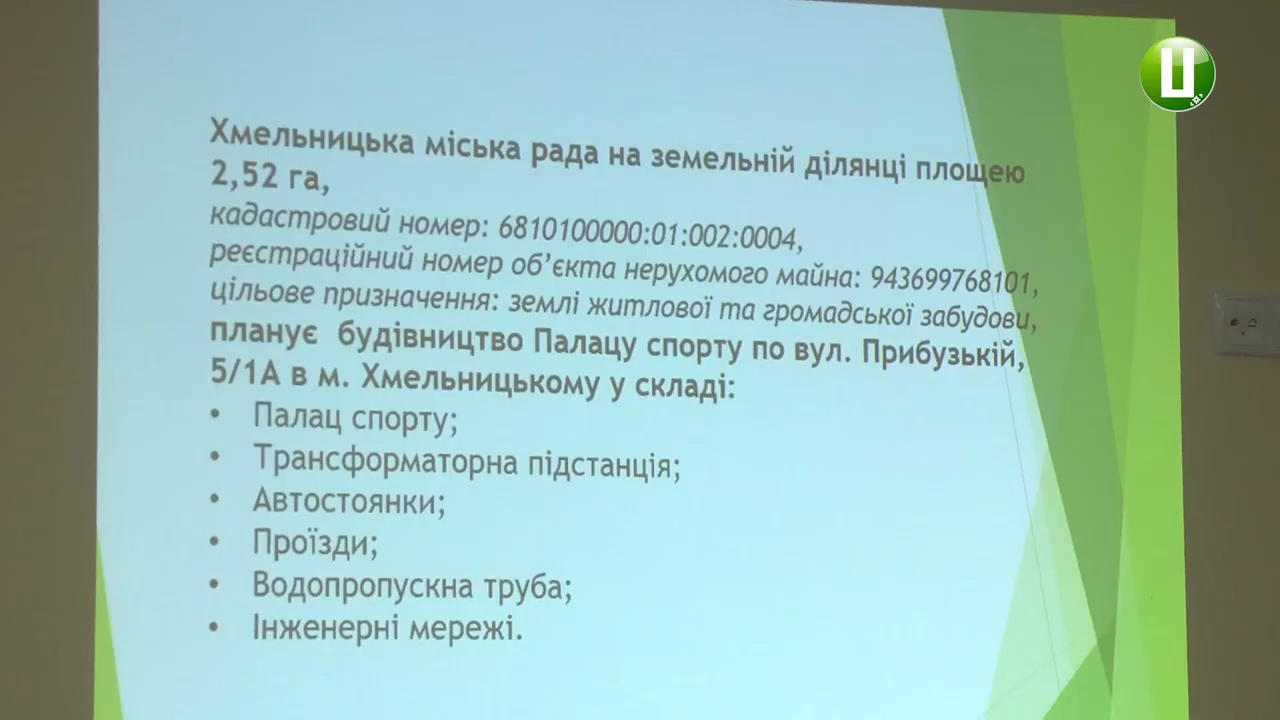 Ц
Хмельницька міська рада на земельній ділянці площею
2,52 га,
кадастровий номер: 6810100000:01:002:0004,
реєстраційний номер об’єкта нерухомого майна: 943699768101,
цільове призначення: землі житлової та громадської забудови,
планує будівництво Палацу спорту по вул. Прибузькій,
5/1А в м. Хмельницькому у складі:
• Палац спорту;
• Трансформаторна підстанція;
• Автостоянки;
• Проїзди;
• Водопропускна труба;
• Інженерні мережі.